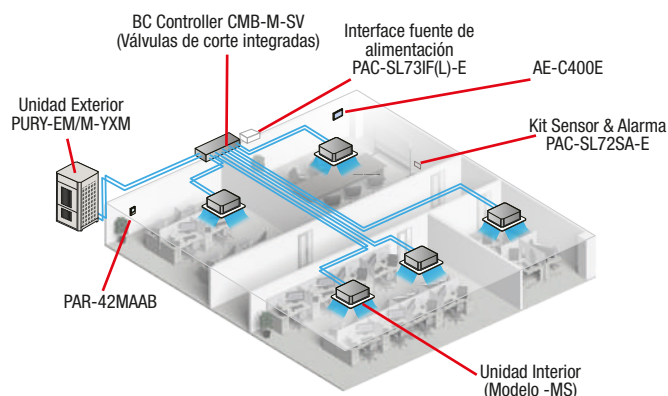 BC Controller CMB-M-SV
(Válvulas de corte integradas)
Interface fuente de
alimentación
PAC-SL73IF(L)-E
AE-C400E
Unidad Exterior
PURY-EM/M-YXM
Kit Sensor & Alarma
PAC-SL72SA-E
PAR-42MAAB
Unidad Interior
(Modelo -MS)